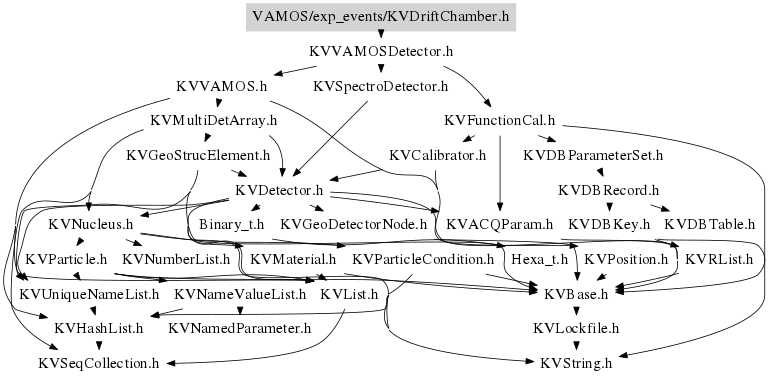 VAMOS/exp_events/KVDriftChamber.h
KVVAMOSDetector.h
KVVAMOS.h
KVSpectroDetector.h
KVMultiDetArray.h
KVFunctionCal.h
KVGeoStrucElement.h
KVCalibrator.h
KVDBParameterSet.h
KVDetector.h
KVDBRecord.h
KVNucleus.h
Binary_t.h
KVGeoDetectorNode.h
KVACQParam.h
KVDBKey.h
KVDBTable.h
KVParticle.h
KVNumberList.h
KVMaterial.h
KVParticleCondition.h
Hexa_t.h
KVPosition.h
KVRList.h
KVUniqueNameList.h
KVNameValueList.h
KVList.h
KVBase.h
KVHashList.h
KVNamedParameter.h
KVLockfile.h
KVSeqCollection.h
KVString.h